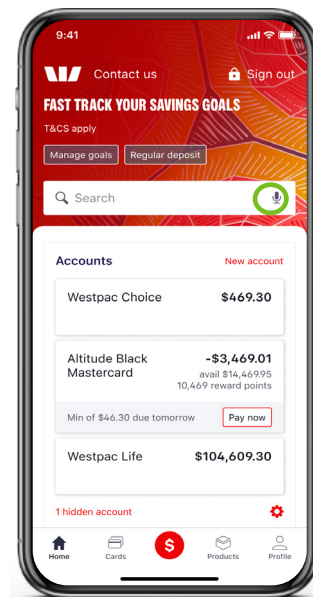 9:41
Contact us
Sign out
FAST TRACK YOUR SAVINGS GOALS
T&CS apply
Manage goals Regular deposit
Search
Accounts New account
Westpac Choice $469.30
Altitude Black -$3,469.01
Mastercard avail $14,469.95
10,469 reward points
Min of $46.30 due tomorrow Pay now
Westpac Life $104,609.30
1 hidden account
$
Home Cards Products Profile